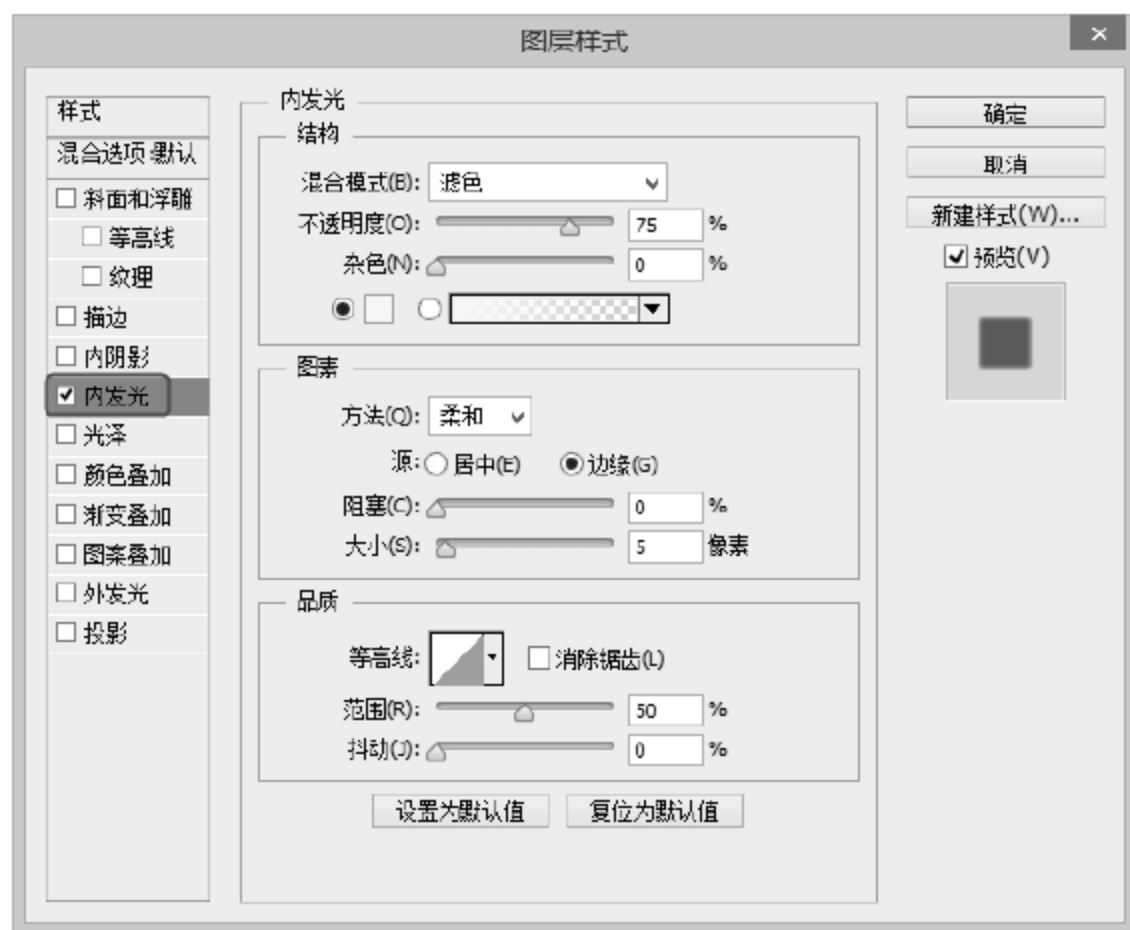 图层样式
样式
混合选项:默认
斜面和浮雕
等高线
纹理
描边
内阴影
内发光
光泽
颜色叠加
渐变叠加
图案叠加
外发光
投影
内发光
结构
混合模式(B): 滤色
不透明度(O): 75 %
杂色(N): 0 %
图素
方法(Q): 柔和
源: 居中(E) 边缘(G)
阻塞(C): 0 %
大小(S): 5 像素
品质
等高线: 消除锯齿(L)
范围(R): 50 %
抖动(J): 0 %
设置为默认值 复位为默认值
确定
取消
新建样式(W)...
预览(V)